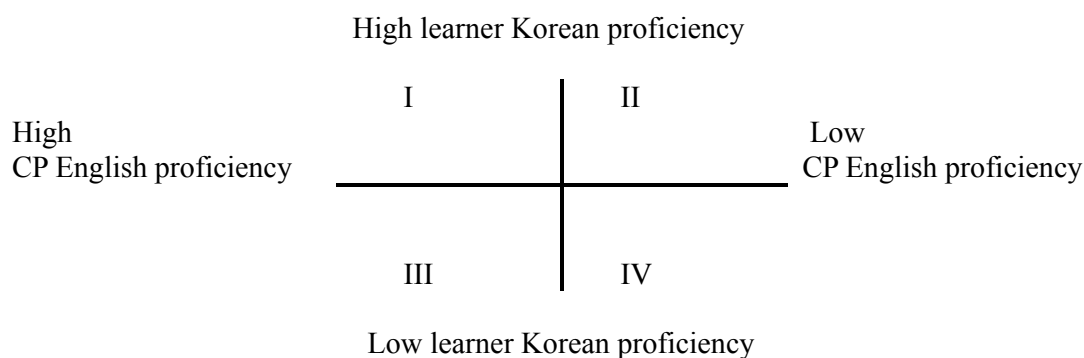 High learner Korean proficiency
I
II
High
CP English proficiency
Low
CP English proficiency
III
IV
Low learner Korean proficiency